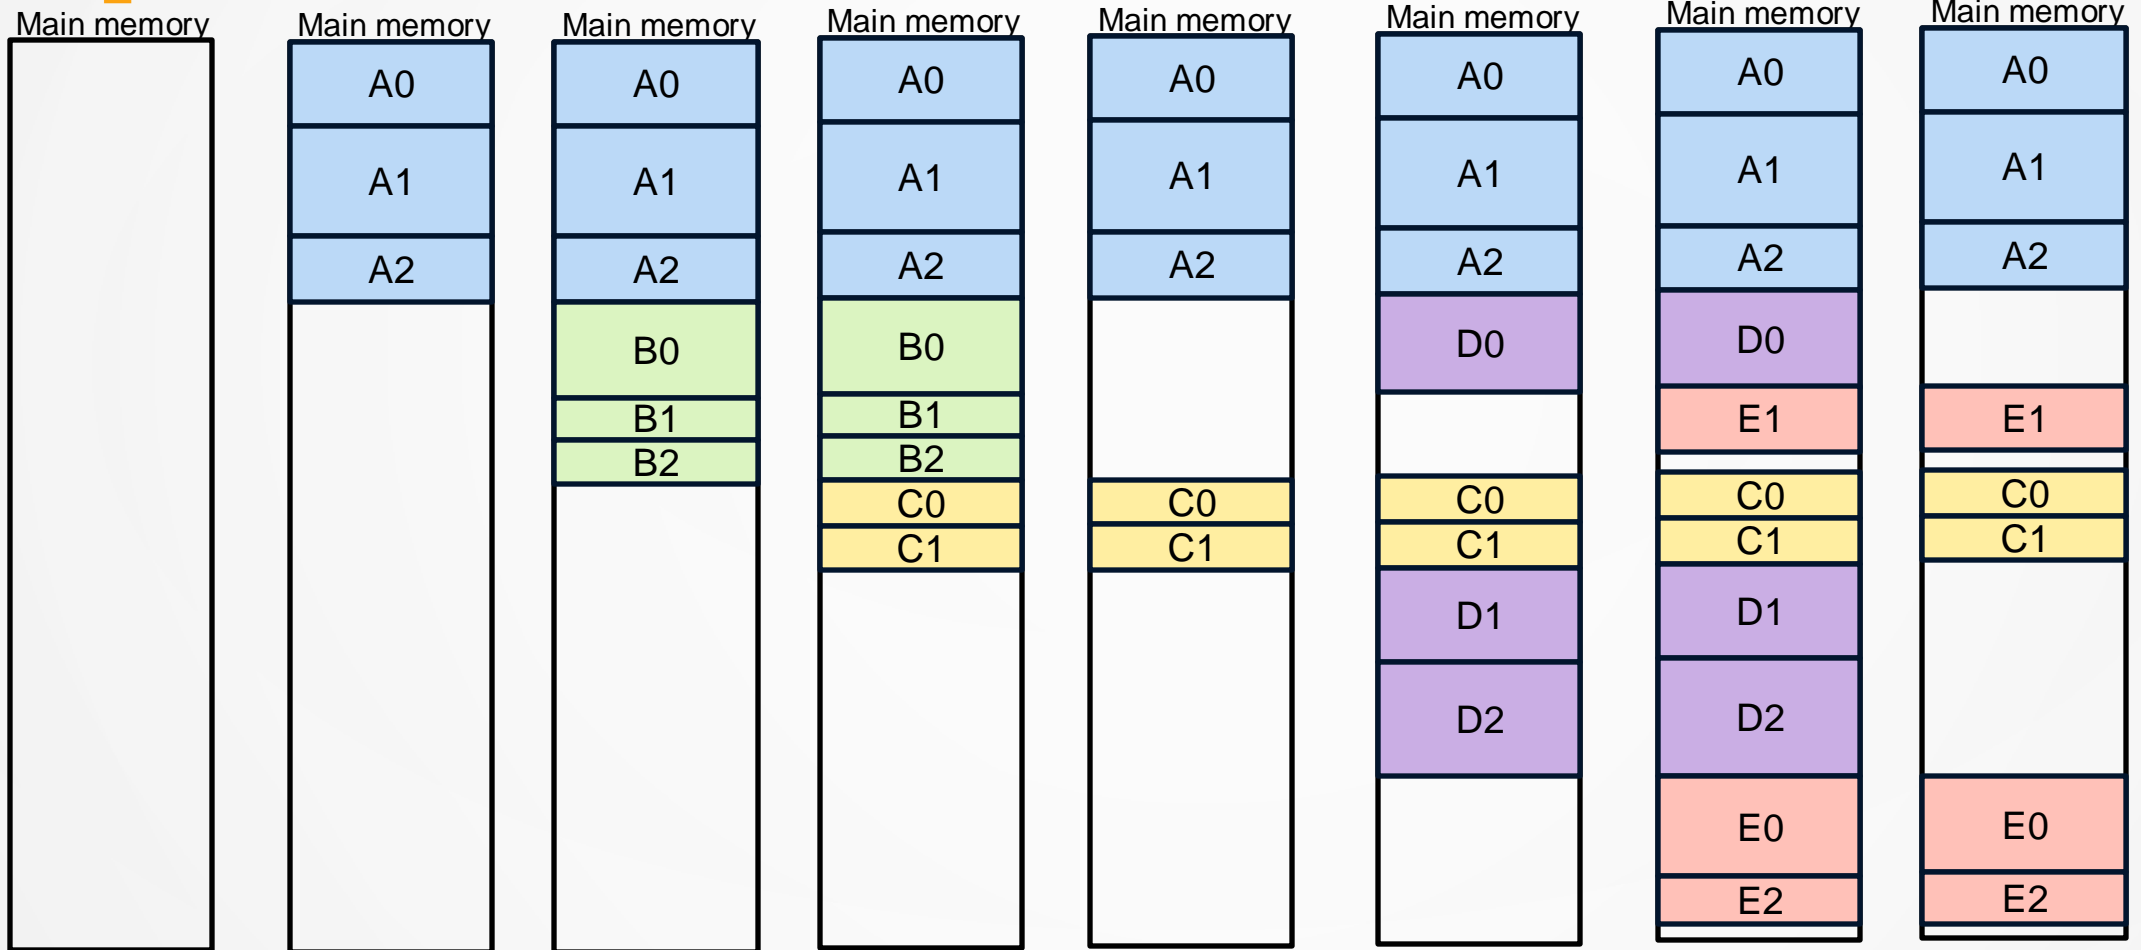 Main memory
Main memory
A0
A1
A2
Main memory
A0
A1
A2
B0
B1
B2
Main memory
A0
A1
A2
B0
B1
B2
C0
C1
Main memory
A0
A1
A2
C0
C1
Main memory
A0
A1
A2
D0
C0
C1
D1
D2
Main memory
A0
A1
A2
D0
E1
C0
C1
D1
D2
E0
E2
Main memory
A0
A1
A2
E1
C0
C1
E0
E2